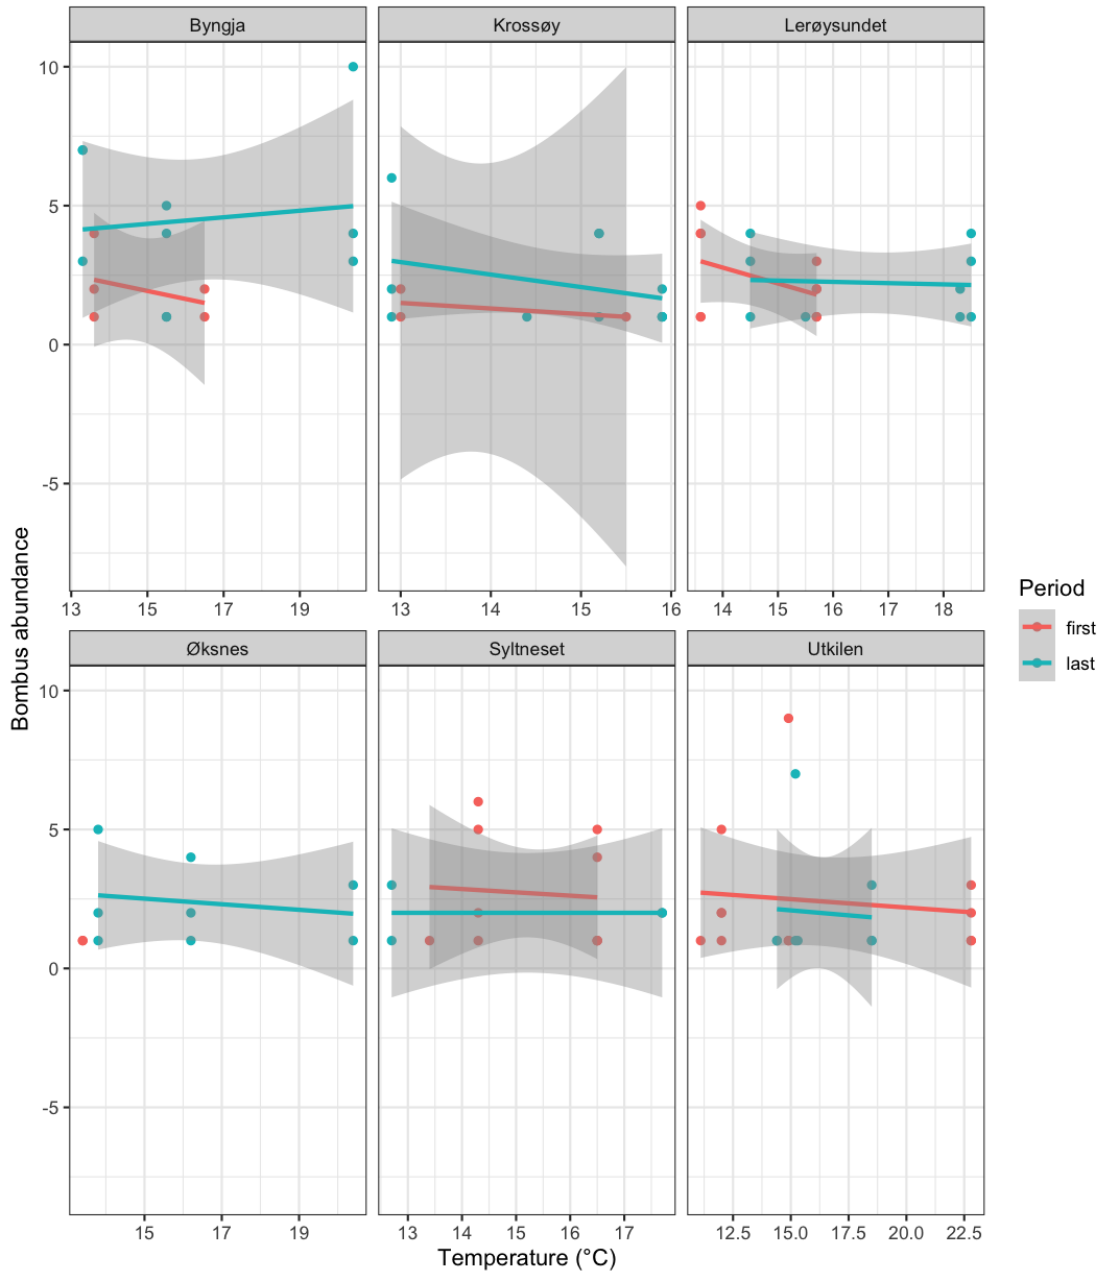 Byngja Krossøy Lerøysundet
10
5
0
-5
13 15 17 19 13 14 15 16 14 15 16 17 18
Bombus abundance
Period
first
last
Øksnes Syltneset Utkilen
10
5
0
-5
15 17 19 13 14 15 16 17 12.5 15.0 17.5 20.0 22.5
Temperature (°C)